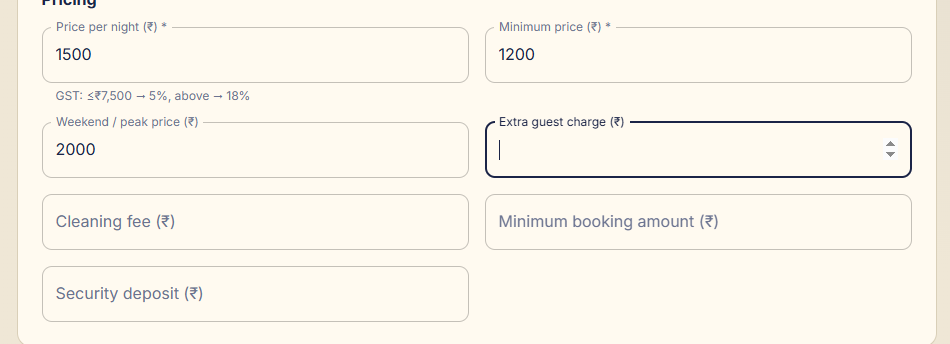 Pricing
Price per night (₹) *
Minimum price (₹) *
1500
1200
GST: ≤₹7,500 → 5%, above → 18%
Weekend / peak price (₹)
Extra guest charge (₹)
2000
Cleaning fee (₹)
Minimum booking amount (₹)
Security deposit (₹)